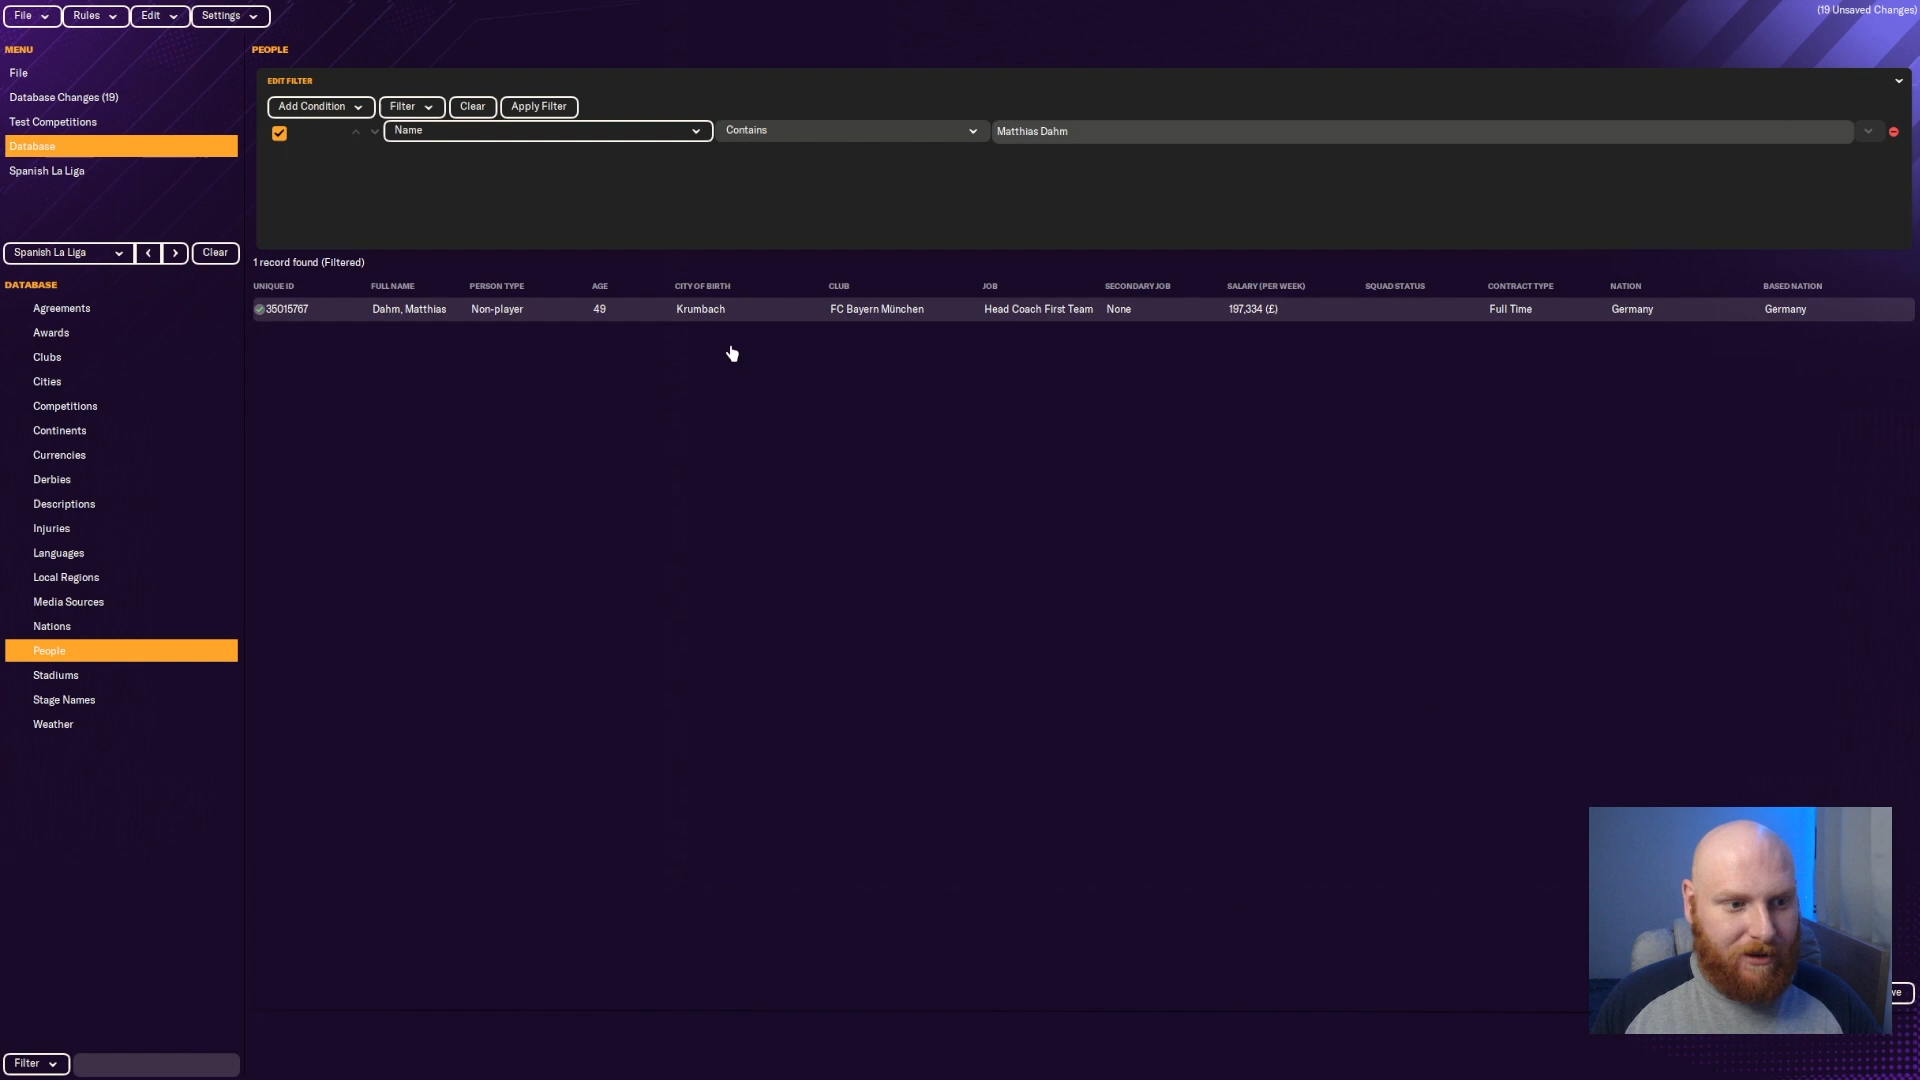 File Rules Edit Settings
(19 Unsaved Changes)
MENU
File
Database Changes (19)
Test Competitions
Database
Spanish La Liga
Spanish La Liga Clear
DATABASE
Agreements
Awards
Clubs
Cities
Competitions
Continents
Currencies
Derbies
Descriptions
Injuries
Languages
Local Regions
Media Sources
Nations
People
Stadiums
Stage Names
Weather
Filter
PEOPLE
EDIT FILTER
Add Condition Filter Clear Apply Filter
Name Contains Matthias Dahm
1 record found (Filtered)
UNIQUE ID FULL NAME PERSON TYPE AGE CITY OF BIRTH CLUB JOB SECONDARY JOB SALARY (PER WEEK) SQUAD STATUS CONTRACT TYPE NATION BASED NATION
35015767 Dahm, Matthias Non-player 49 Krumbach FC Bayern München Head Coach First Team None 197,334 (£) Full Time Germany Germany